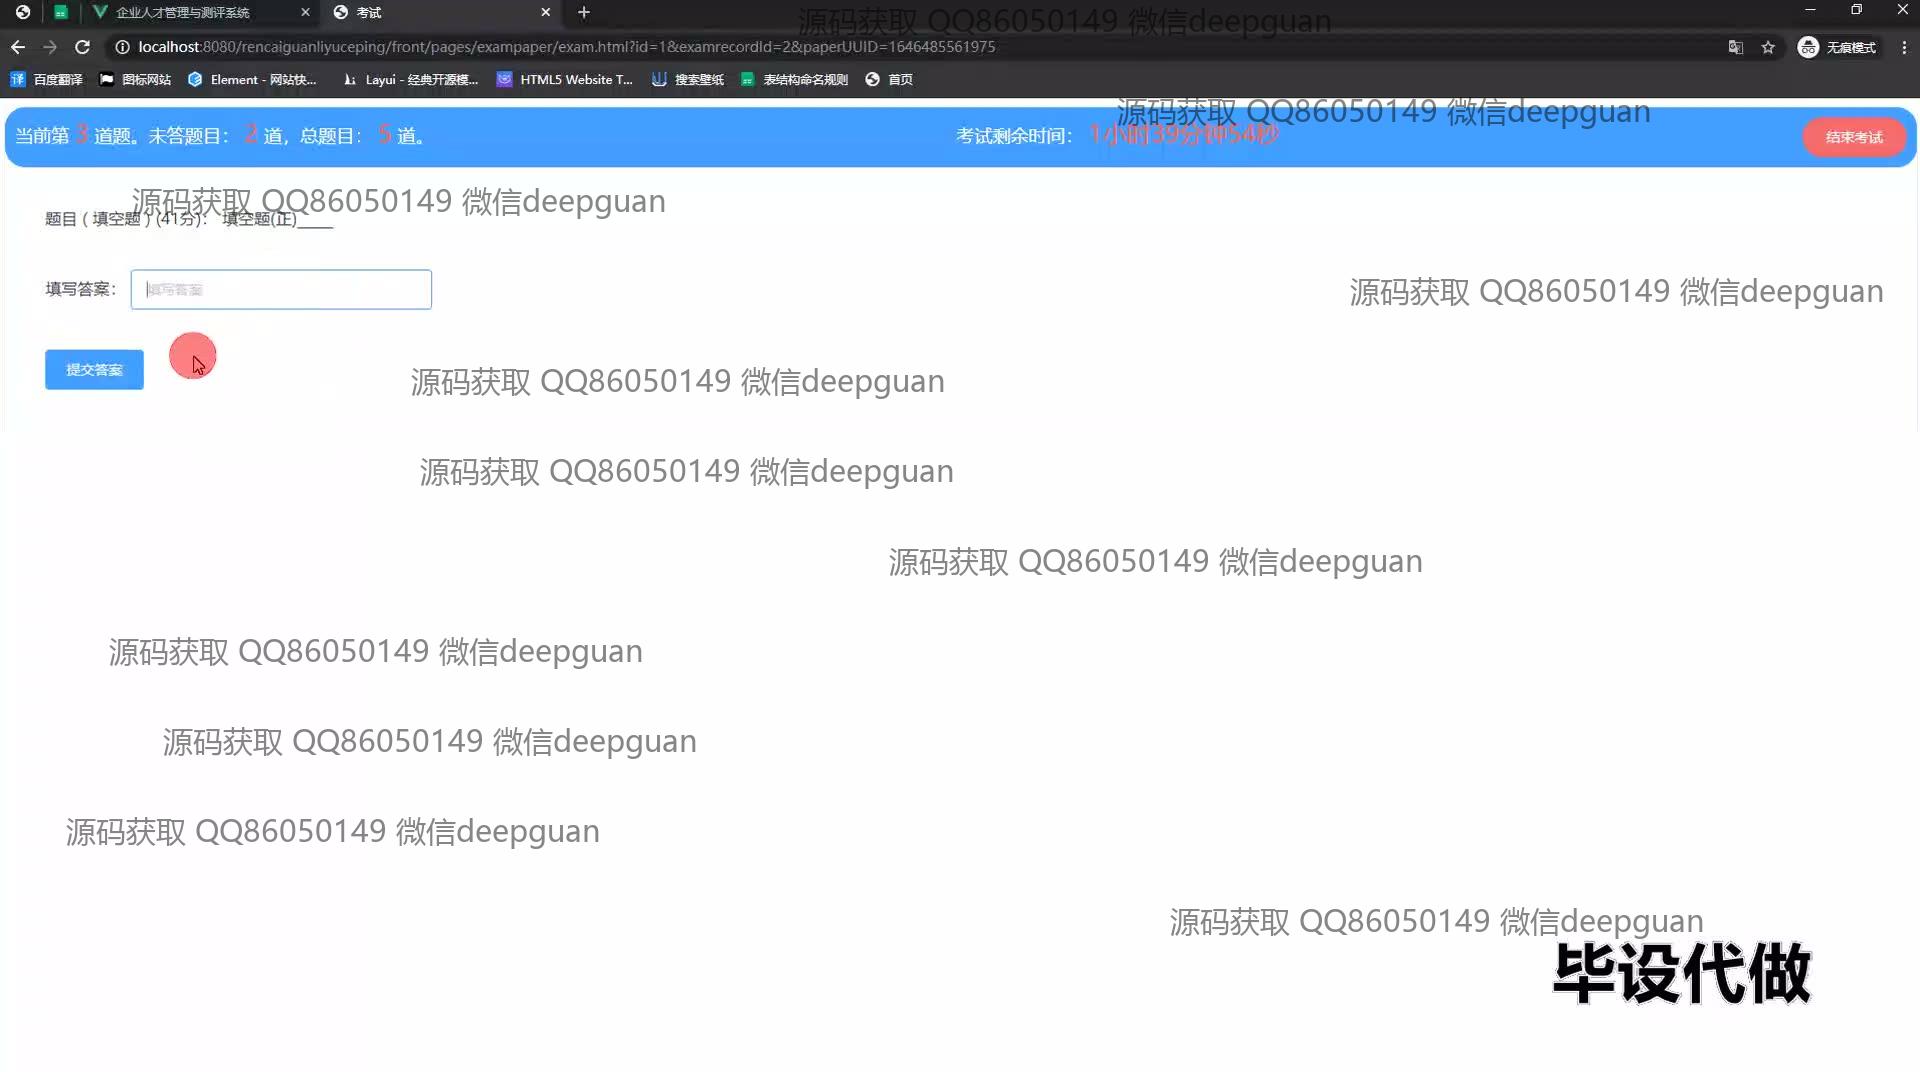 企业人才管理与测评系统
考试
源码获取 QQ86050149 微信deepguan
localhost:8080/rencaiguanliyuceping/front/pages/exampaper/exam.html?id=1&examrecordId=2&paperUUID=1646485561975
无痕模式
百度翻译
图标网站
Element - 网站快...
Layui - 经典开源模...
HTML5 Website T...
搜索壁纸
表结构命名规则
首页
源码获取 QQ86050149 微信deepguan
当前第 3 道题。未答题目： 2 道，总题目： 5 道。
考试剩余时间： 1小时39分钟54秒
结束考试
源码获取 QQ86050149 微信deepguan
题目 ( 填空题 ) (41分)： 填空题(正)____
源码获取 QQ86050149 微信deepguan
填写答案：
填写答案
提交答案
源码获取 QQ86050149 微信deepguan
源码获取 QQ86050149 微信deepguan
源码获取 QQ86050149 微信deepguan
源码获取 QQ86050149 微信deepguan
源码获取 QQ86050149 微信deepguan
源码获取 QQ86050149 微信deepguan
源码获取 QQ86050149 微信deepguan
毕设代做